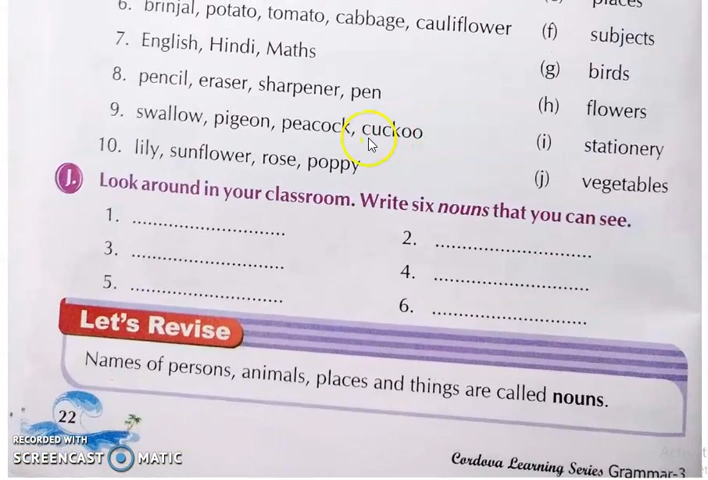 places
6. brinjal, potato, tomato, cabbage, cauliflower (f) subjects
7. English, Hindi, Maths (g) birds
8. pencil, eraser, sharpener, pen (h) flowers
9. swallow, pigeon, peacock, cuckoo (i) stationery
10. lily, sunflower, rose, poppy (j) vegetables
J. Look around in your classroom. Write six nouns that you can see.
1. .............................. 2. ..............................
3. .............................. 4. ..............................
5. .............................. 6. ..............................
Let's Revise
Names of persons, animals, places and things are called nouns.
22
RECORDED WITH
SCREENCAST MATIC
Cordova Learning Series Grammar-3